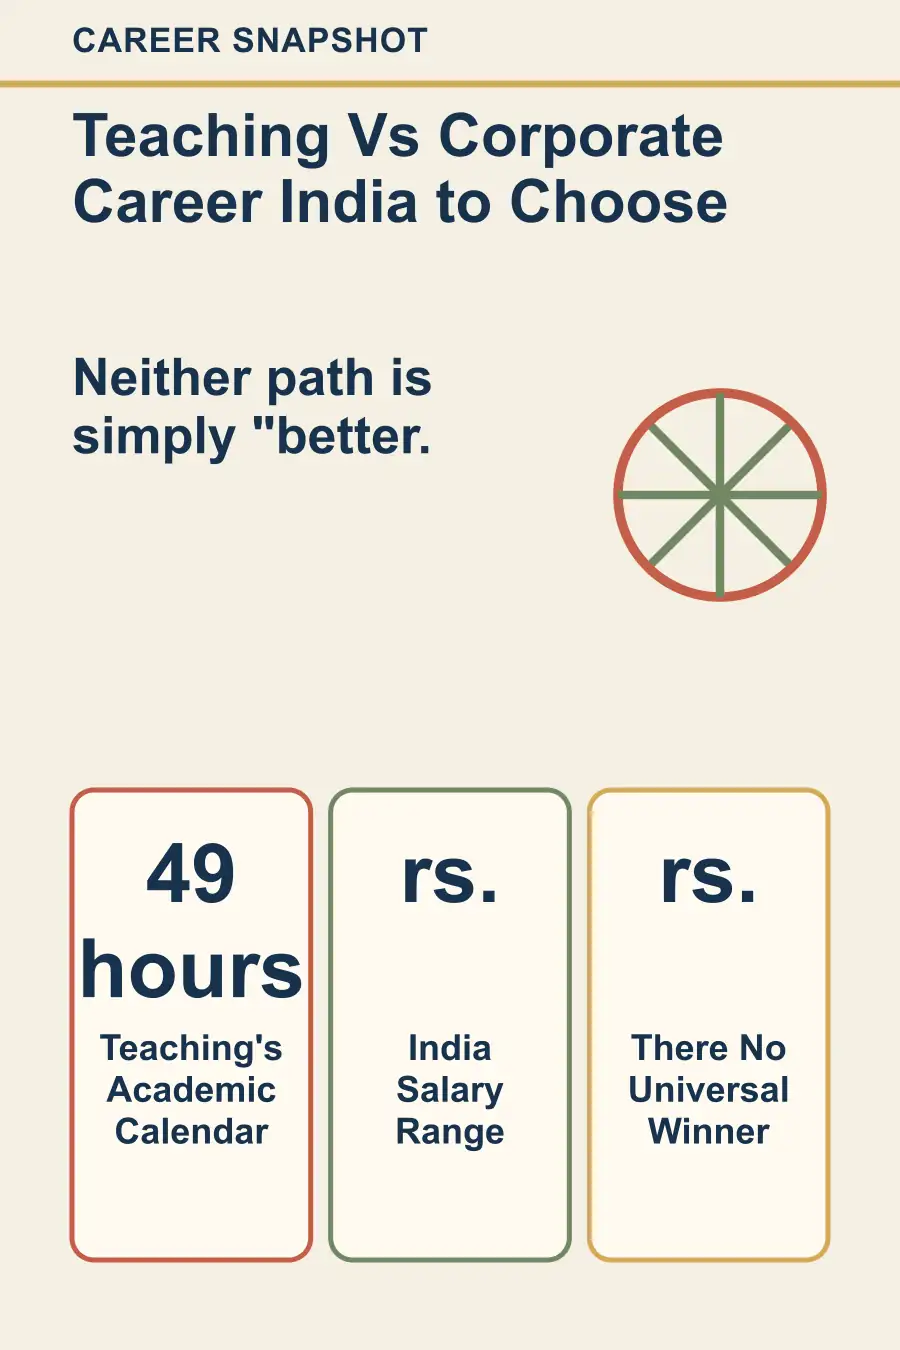 CAREER SNAPSHOT
Teaching Vs Corporate
Career India to Choose
Neither path is
simply "better.
49
hours
Teaching's
Academic
Calendar
rs.
India
Salary
Range
rs.
There No
Universal
Winner